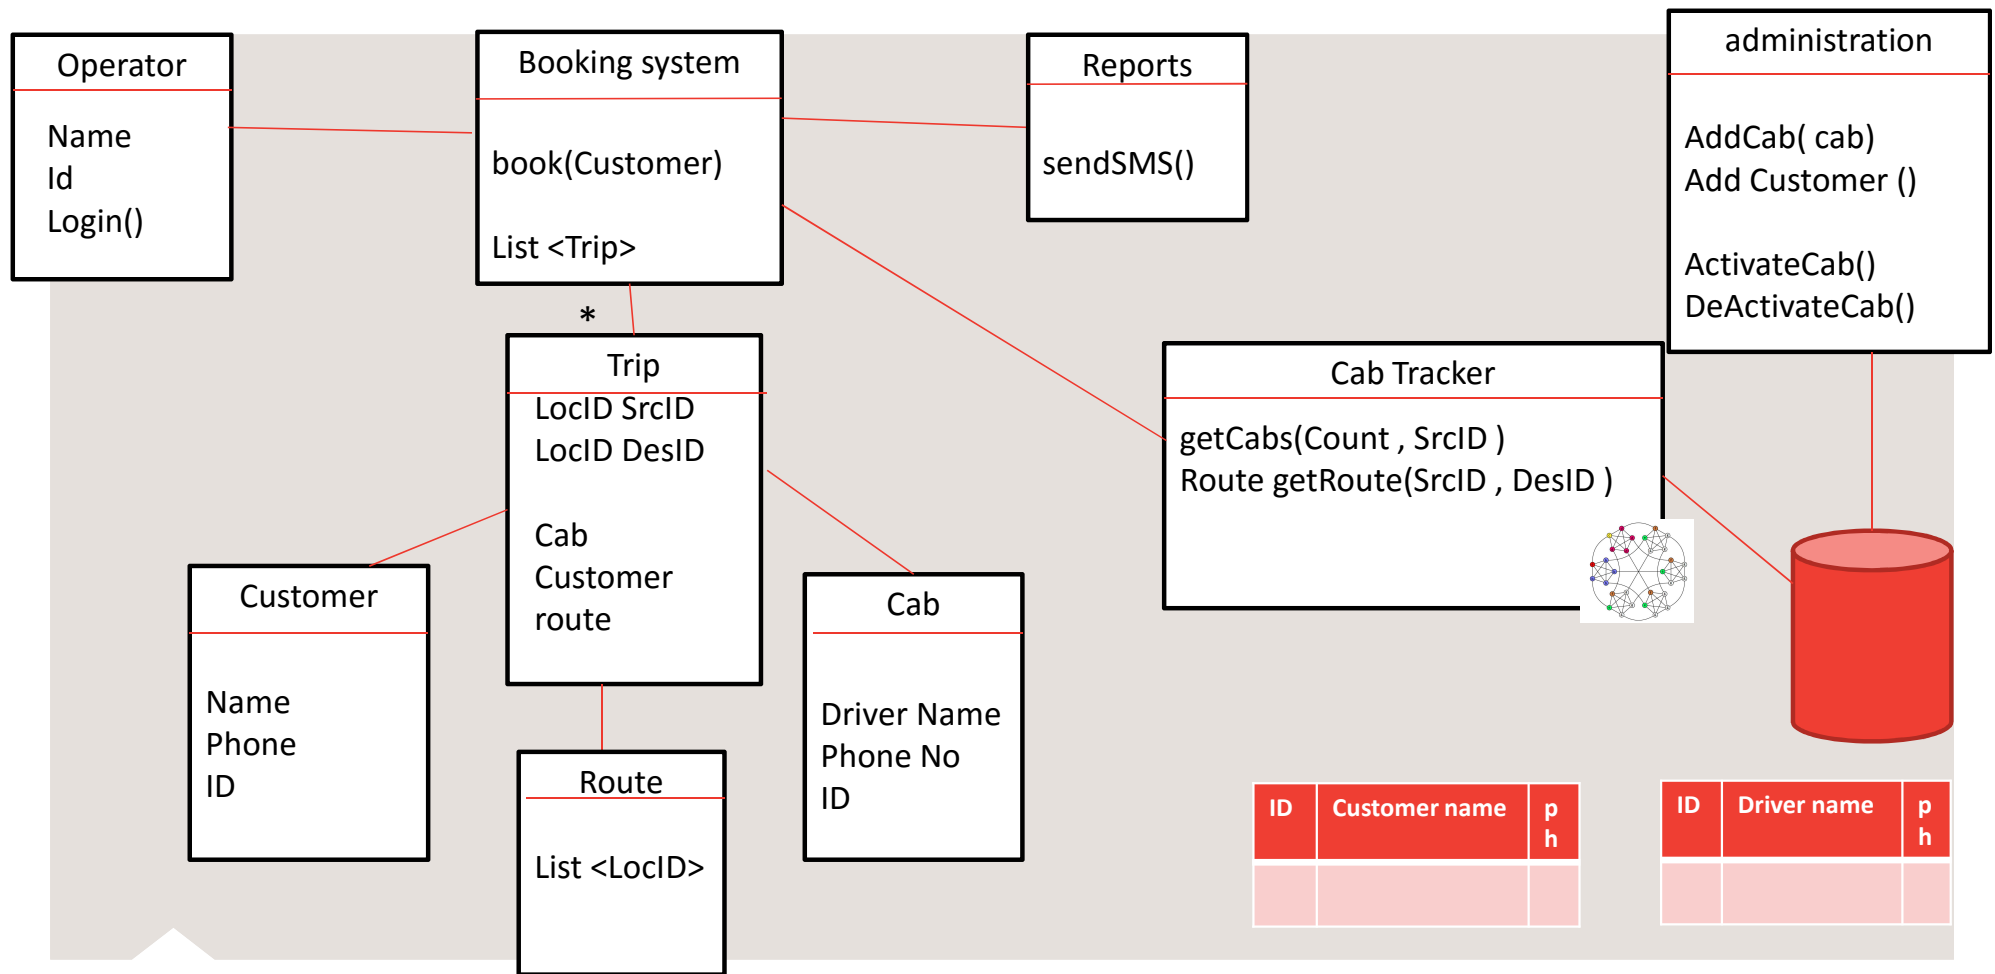 Operator
Name
Id
Login()
Booking system
book(Customer)
List <Trip>
*
Reports
sendSMS()
administration
AddCab( cab)
Add Customer ()
ActivateCab()
DeActivateCab()
Trip
LocID SrcID
LocID DesID
Cab
Customer
route
Cab Tracker
getCabs(Count , SrcID )
Route getRoute(SrcID , DesID )
Customer
Name
Phone
ID
Cab
Driver Name
Phone No
ID
Route
List <LocID>
ID Customer name p
h
ID Driver name p
h